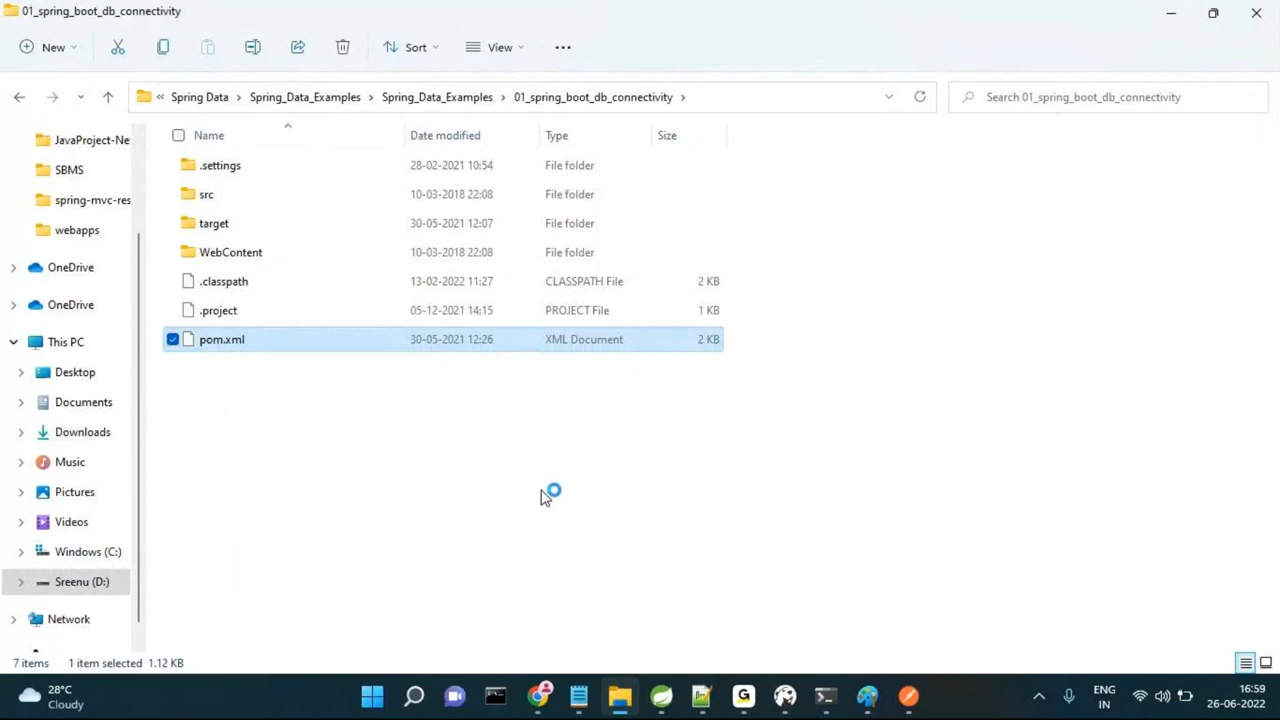 01_spring_boot_db_connectivity
New
Sort
View
« Spring Data > Spring_Data_Examples > Spring_Data_Examples > 01_spring_boot_db_connectivity >
Search 01_spring_boot_db_connectivity
Name Date modified Type Size
JavaProject-Ne
SBMS
spring-mvc-res
webapps
OneDrive
OneDrive
This PC
Desktop
Documents
Downloads
Music
Pictures
Videos
Windows (C:)
Sreenu (D:)
Network
.settings 28-02-2021 10:54 File folder
src 10-03-2018 22:08 File folder
target 30-05-2021 12:07 File folder
WebContent 10-03-2018 22:08 File folder
.classpath 13-02-2022 11:27 CLASSPATH File 2 KB
.project 05-12-2021 14:15 PROJECT File 1 KB
pom.xml 30-05-2021 12:26 XML Document 2 KB
7 items 1 item selected 1.12 KB
28°C
Cloudy
G
ENG
IN
16:59
26-06-2022